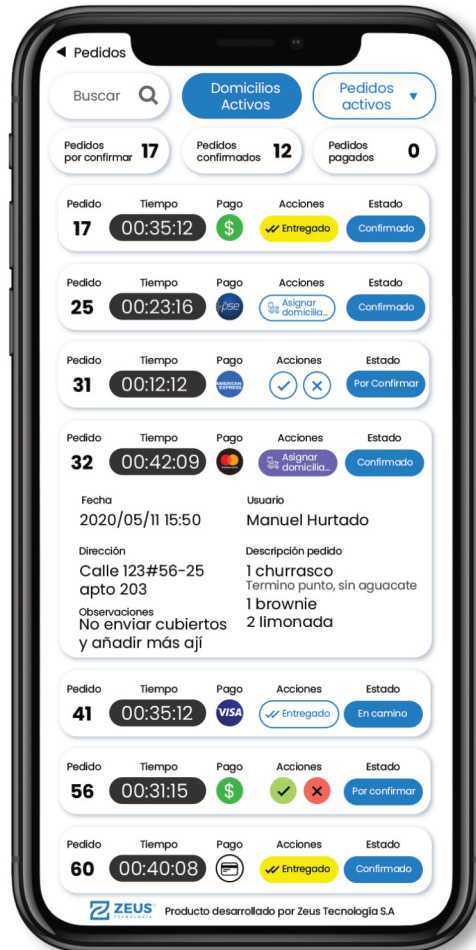 Pedidos
Buscar
Domicilios
Activos
Pedidos
activos
Pedidos
por confirmar 17
Pedidos
confirmados 12
Pedidos
pagados 0
Pedido Tiempo Pago Acciones Estado
17 00:35:12 $ Entregado Confirmado
Pedido Tiempo Pago Acciones Estado
25 00:23:16 pse Asignar domicilia... Confirmado
Pedido Tiempo Pago Acciones Estado
31 00:12:12 AMERICAN EXPRESS Por Confirmar
Pedido Tiempo Pago Acciones Estado
32 00:42:09 Asignar domicilia... Confirmado
Fecha
2020/05/11 15:50
Usuario
Manuel Hurtado
Dirección
Calle 123#56-25
apto 203
Observaciones
No enviar cubiertos
y añadir más ají
Descripción pedido
1 churrasco
Termino punto, sin aguacate
1 brownie
2 limonada
Pedido Tiempo Pago Acciones Estado
41 00:35:12 VISA Entregado En camino
Pedido Tiempo Pago Acciones Estado
56 00:31:15 $ Por confirmar
Pedido Tiempo Pago Acciones Estado
60 00:40:08 Entregado Confirmado
ZEUS
TECNOLOGÍA
Producto desarrollado por Zeus Tecnología S.A